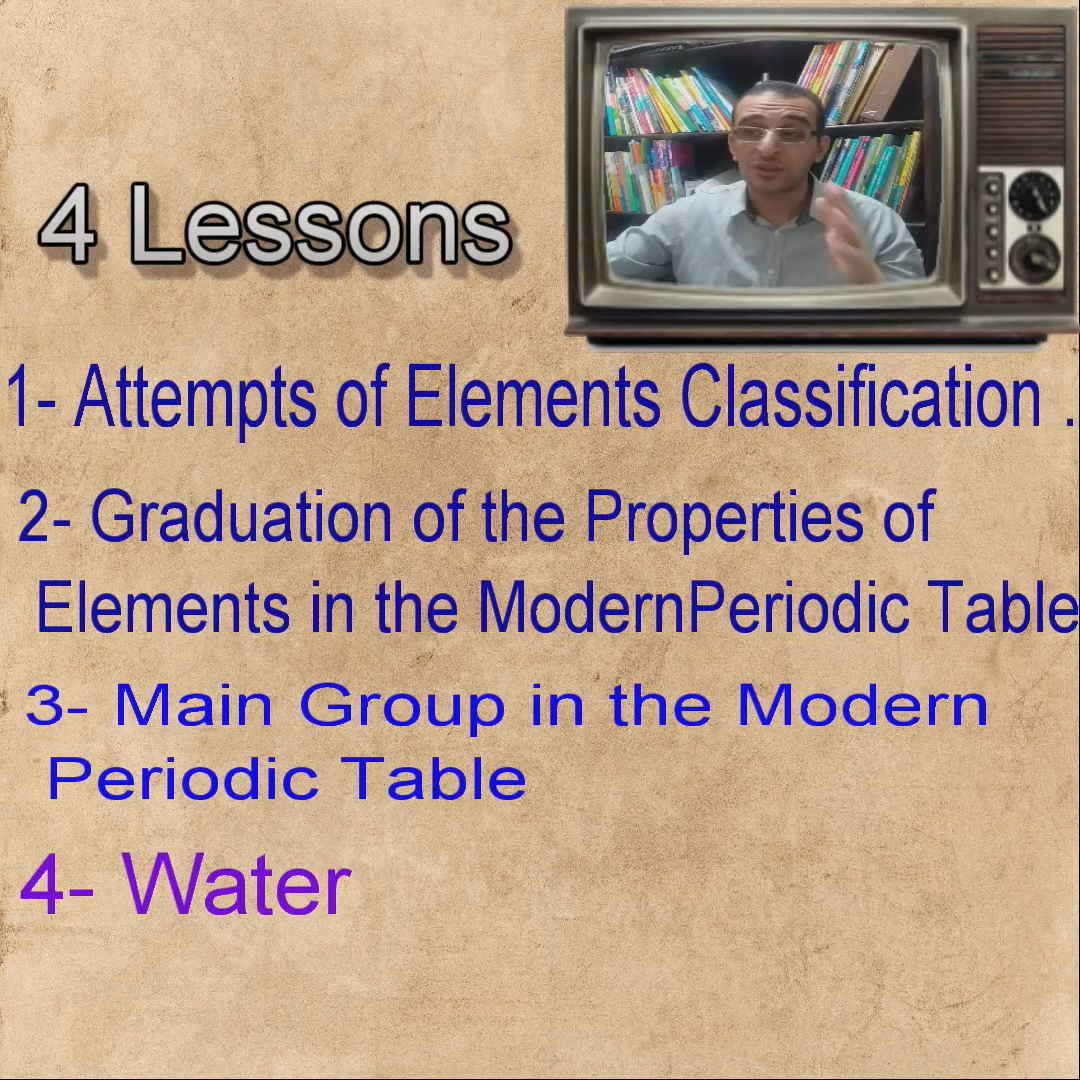 4 Lessons
1- Attempts of Elements Classification .
2- Graduation of the Properties of
Elements in the ModernPeriodic Table
3- Main Group in the Modern
Periodic Table
4- Water